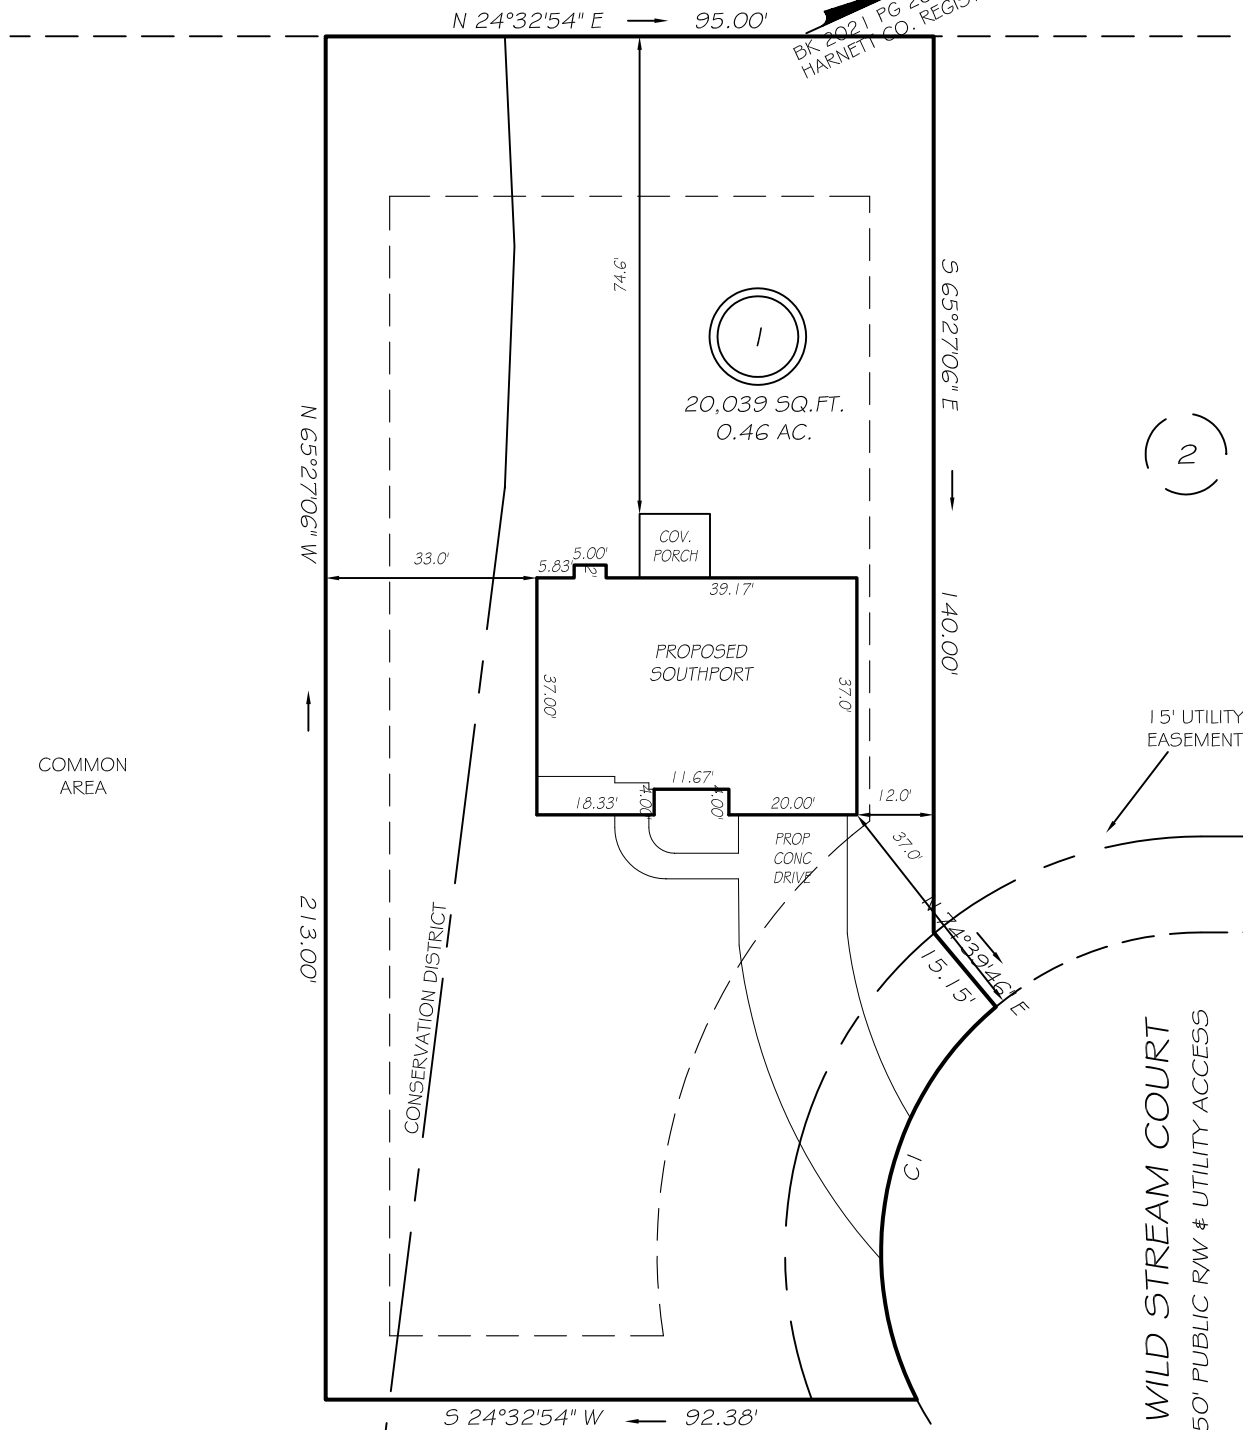 N 24°32'54" E 95.00'
BK 2021 PG
HARNETT CO.
74.6'
S 65°27'06" E
140.00'
1
20,039 SQ.FT.
0.46 AC.
2
N 65°27'06" W
213.00'
33.0'
COV.
PORCH
5.83'
5.00'
2'
39.17'
PROPOSED
SOUTHPORT
37.00'
37.0'
15' UTILITY
EASEMENT
COMMON
AREA
11.67'
18.33'
4.00'
4.00'
20.00'
12.0'
PROP
CONC
DRIVE
37.0'
N 74°39'46" E
15.15'
CONSERVATION DISTRICT
C1
WILD STREAM COURT
50' PUBLIC R/W & UTILITY ACCESS
S 24°32'54" W 92.38'